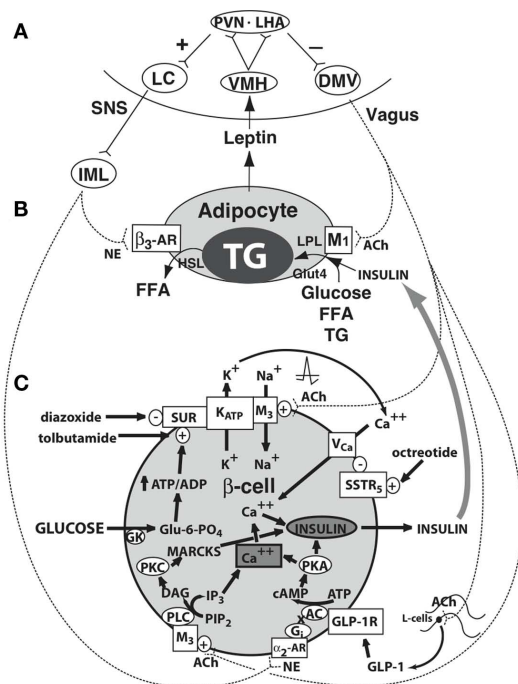 A
PVN · LHA
+
–
LC
VMH
DMV
SNS
Vagus
Leptin
IML
B
Adipocyte
β3-AR
TG
LPL
M1
NE
ACh
HSL
Glut4
INSULIN
FFA
Glucose
FFA
TG
C
K+
Na+
ACh
Ca++
diazoxide
-
SUR
KATP
M3
+
tolbutamide
+
VCa
octreotide
K+
Na+
-
ATP/ADP
β-cell
SSTR5
+
Ca++
GLUCOSE
GK
Glu-6-PO4
INSULIN
INSULIN
MARCKS
PKC
Ca++
PKA
DAG
IP3
cAMP
ATP
ACh
PLC
PIP2
X
AC
GLP-1R
L-cells
Gi
M3
+
α2-AR
ACh
NE
GLP-1